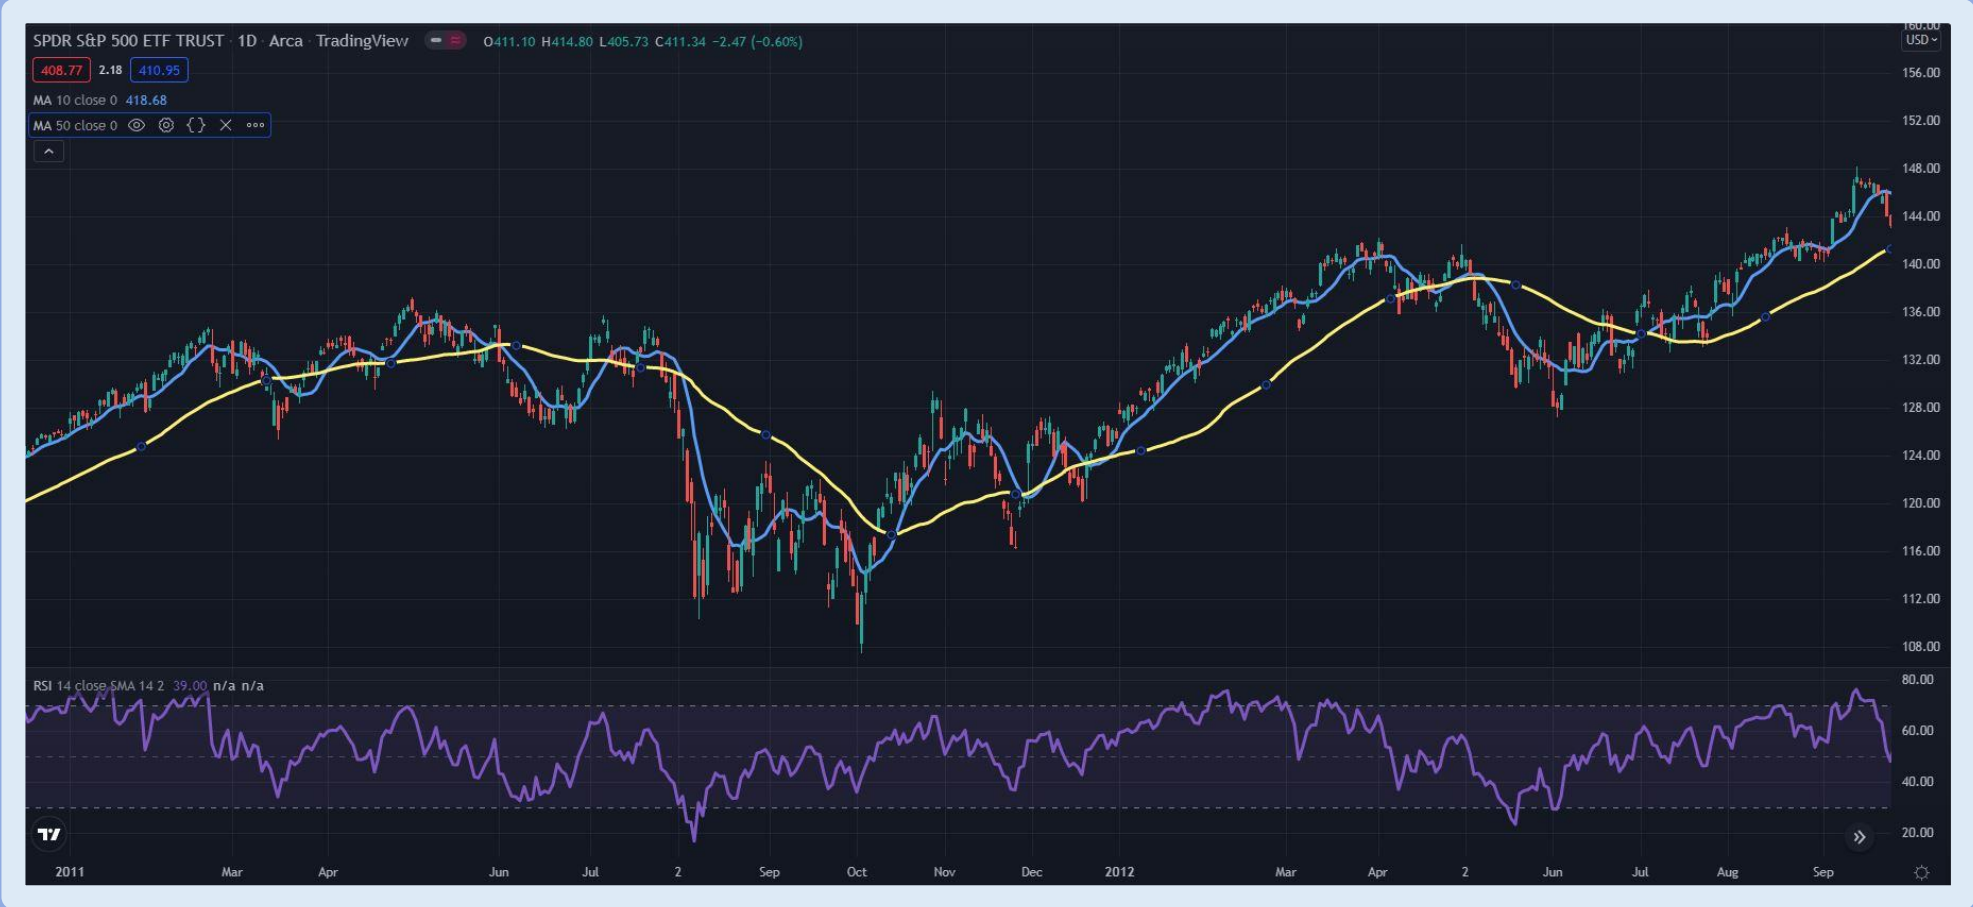 SPDR S&P 500 ETF TRUST · 1D · Arca · TradingView O411.10 H414.80 L405.73 C411.34 −2.47 (−0.60%)
408.77 2.18 410.95
MA 10 close 0 418.68
MA 50 close 0
160.00
USD
156.00
152.00
148.00
144.00
140.00
136.00
132.00
128.00
124.00
120.00
116.00
112.00
108.00
RSI 14 close SMA 14 2 39.00 n/a n/a
80.00
60.00
40.00
20.00
2011 Mar Apr Jun Jul 2 Sep Oct Nov Dec 2012 Mar Apr 2 Jun Jul Aug Sep